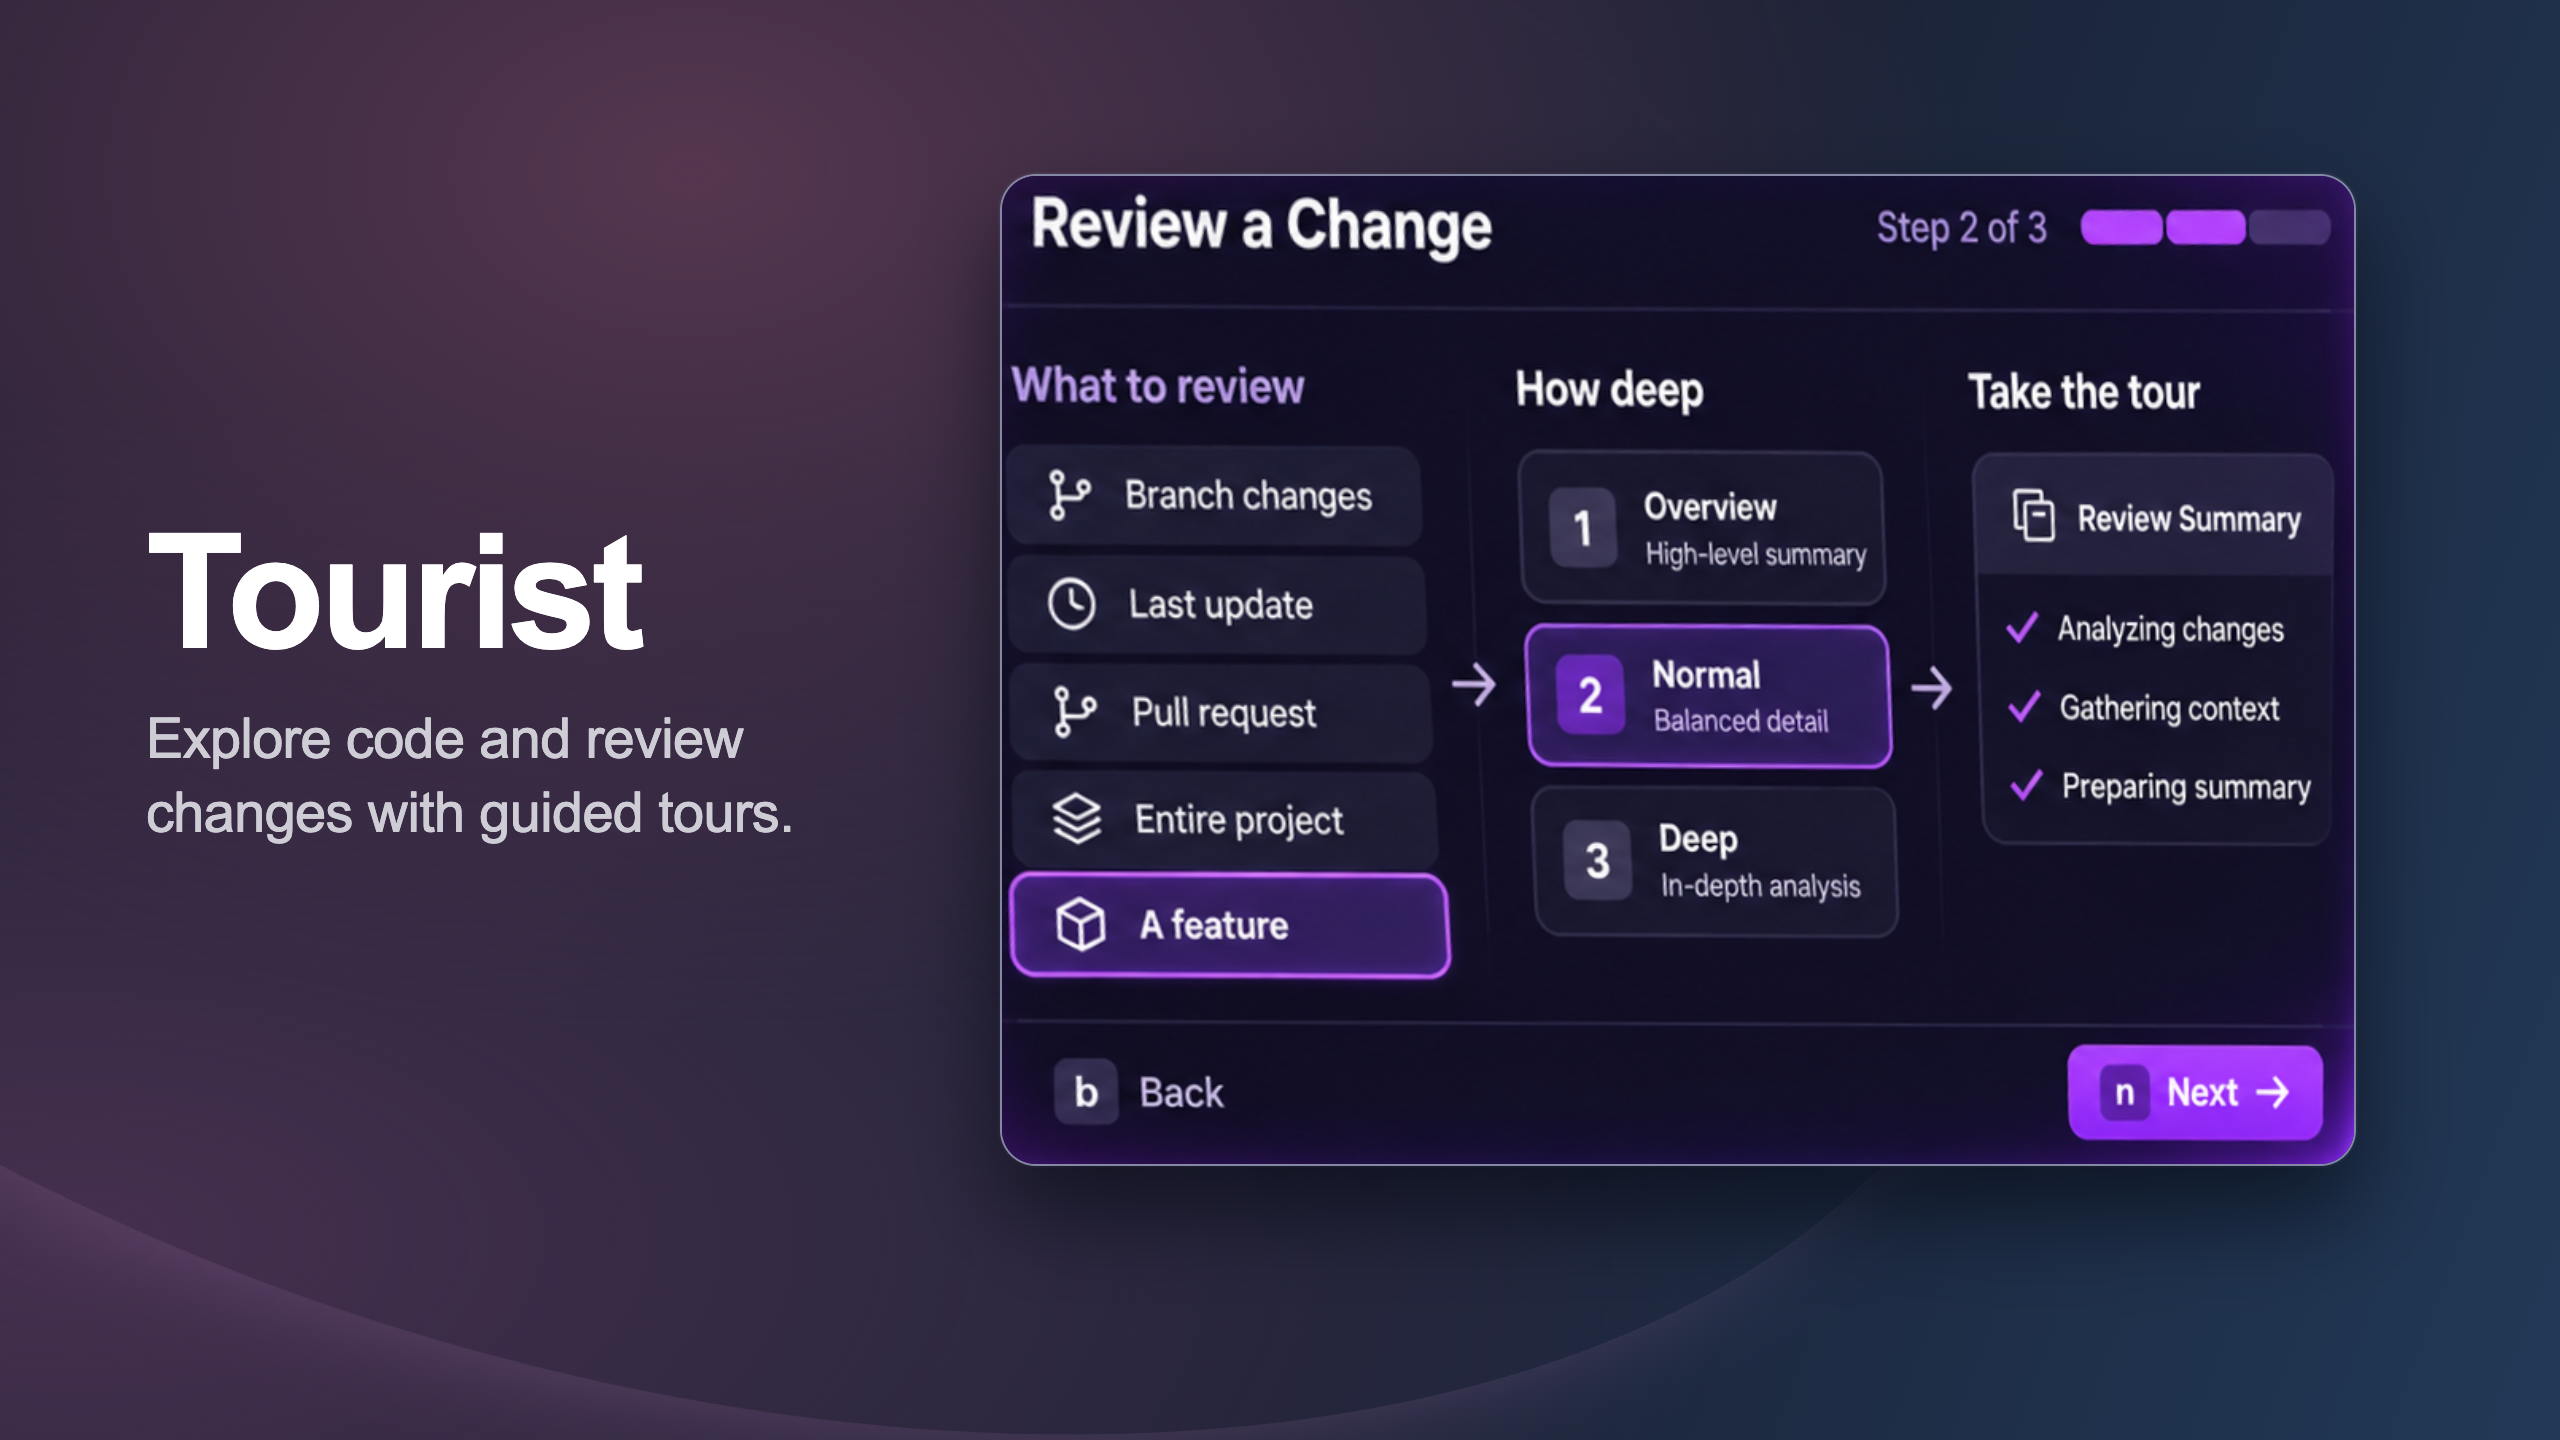 Tourist
Explore code and review
changes with guided tours.
Review a Change
Step 2 of 3
What to review
Branch changes
Last update
Pull request
Entire project
A feature
How deep
1
Overview
High-level summary
2
Normal
Balanced detail
3
Deep
In-depth analysis
Take the tour
Review Summary
Analyzing changes
Gathering context
Preparing summary
b Back
n Next